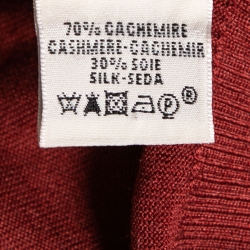 70% CACHEMIRE
CASHMERE-CACHEMIR
30% SOIE
SILK-SEDA
P ®